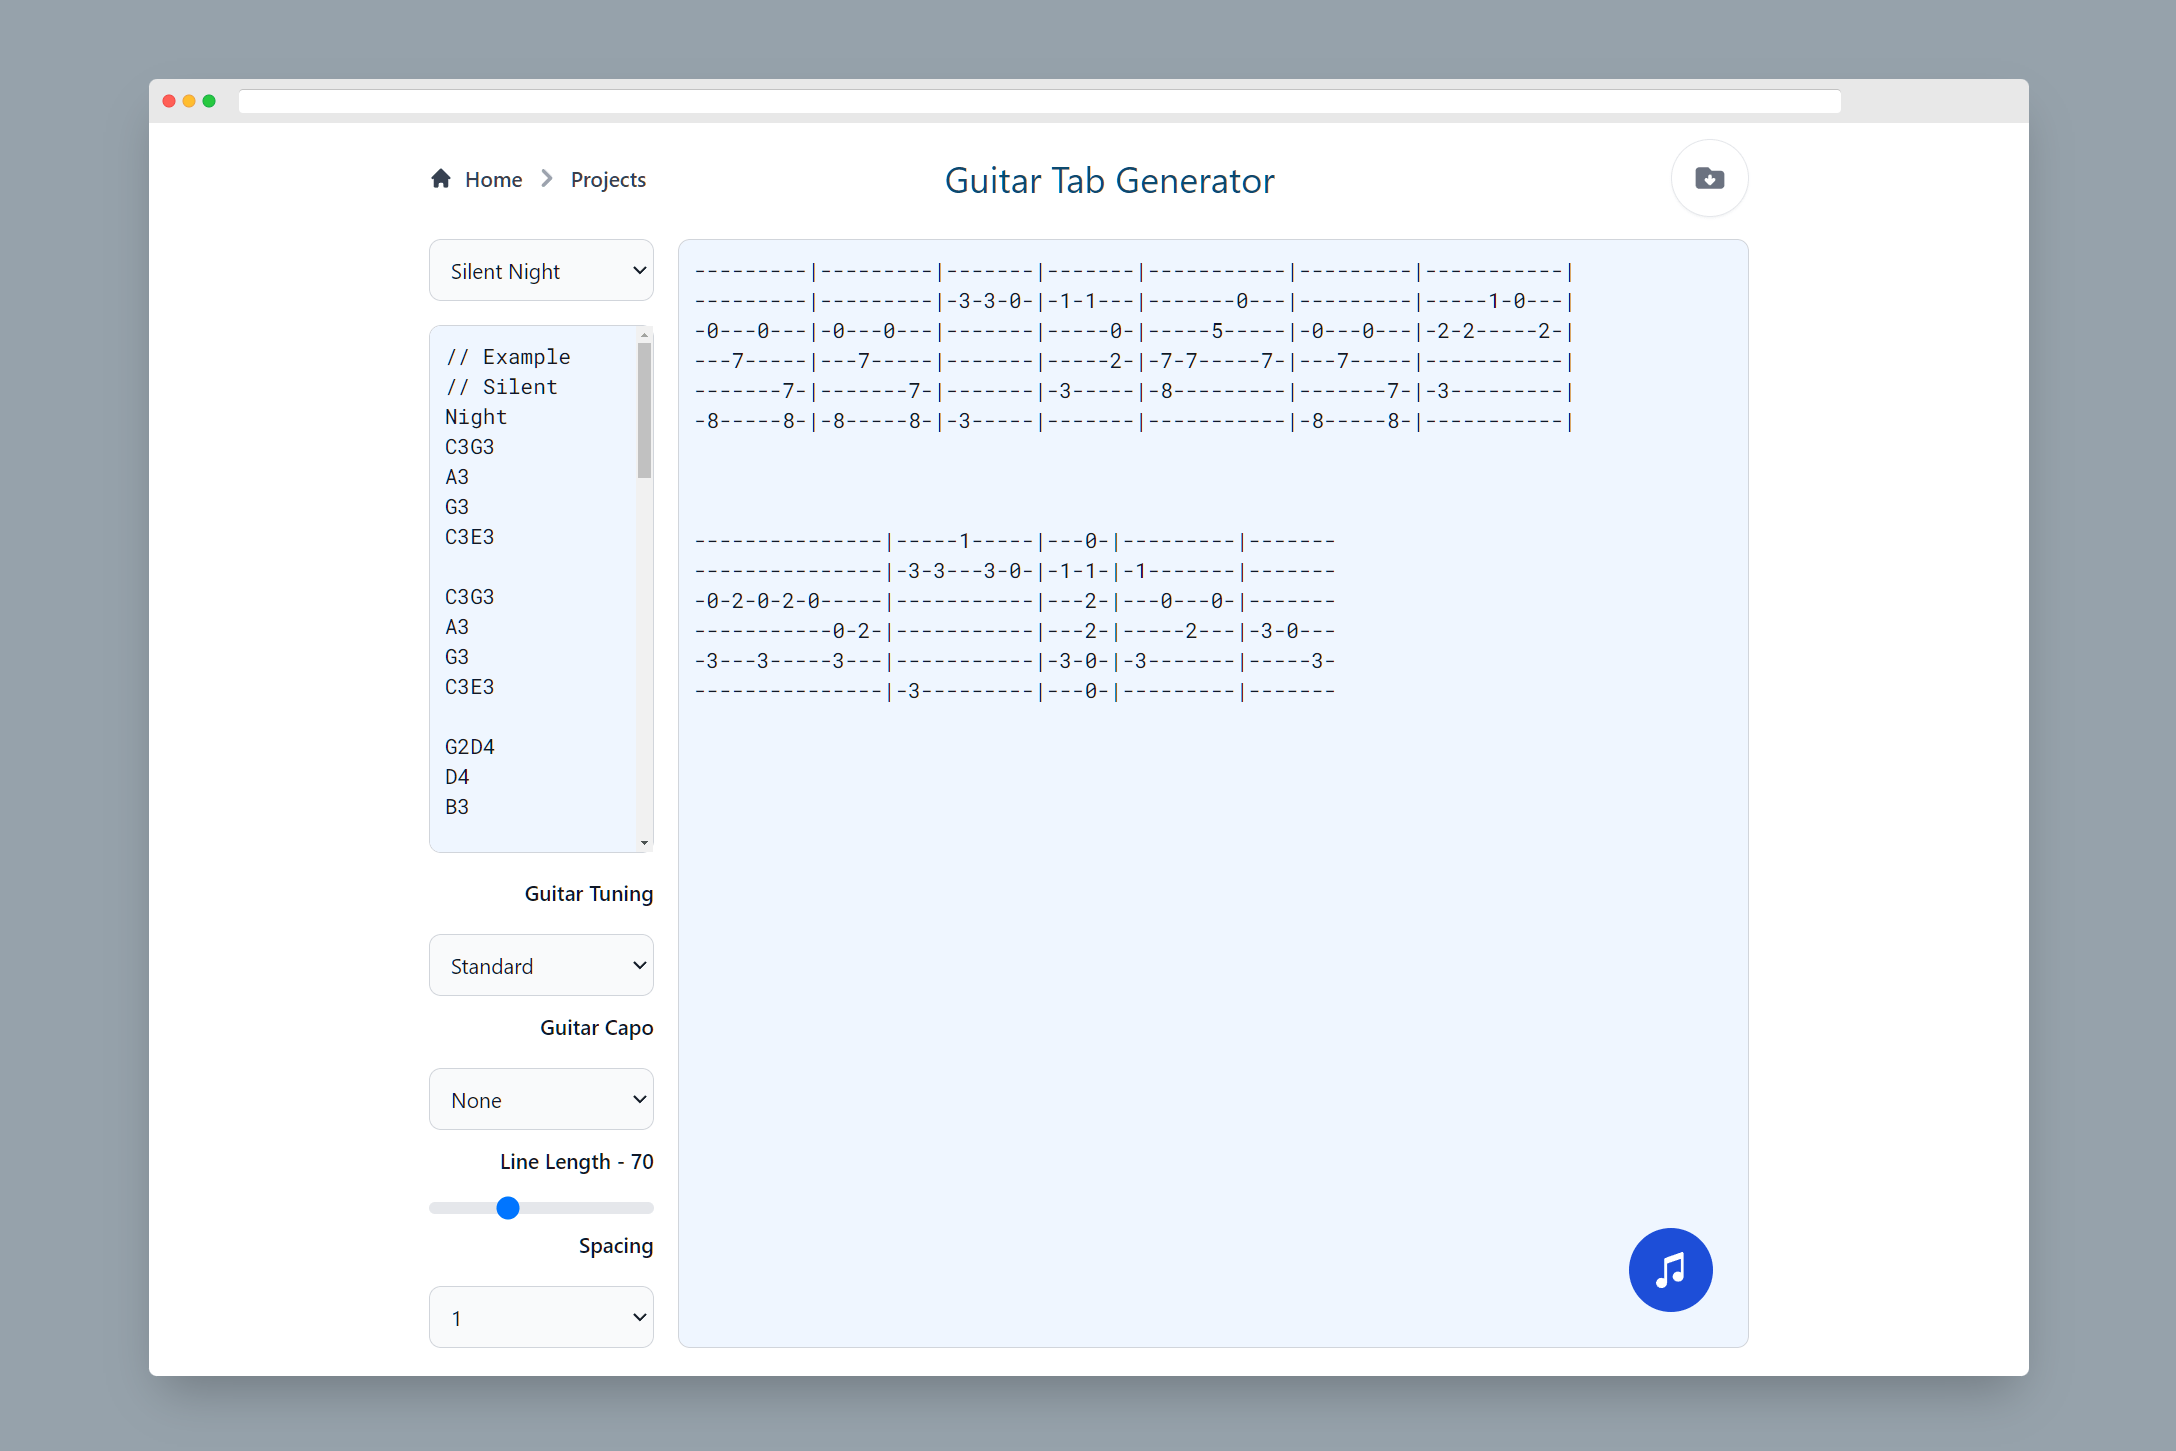 Home
Projects
Guitar Tab Generator
Silent Night
// Example
// Silent
Night
C3G3
A3
G3
C3E3

C3G3
A3
G3
C3E3

G2D4
D4
B3
Guitar Tuning
Standard
Guitar Capo
None
Line Length - 70
Spacing
1
---------|---------|-------|-------|-----------|---------|-----------|
---------|---------|-3-3-0-|-1-1---|-------0---|---------|-----1-0---|
-0---0---|-0---0---|-------|-----0-|-----5-----|-0---0---|-2-2-----2-|
---7-----|---7-----|-------|-----2-|-7-7-----7-|---7-----|-----------|
-------7-|-------7-|-------|-3-----|-8---------|-------7-|-3---------|
-8-----8-|-8-----8-|-3-----|-------|-----------|-8-----8-|-----------|

---------------|-----1-----|---0-|---------|-------
---------------|-3-3---3-0-|-1-1-|-1-------|-------
-0-2-0-2-0-----|-----------|---2-|---0---0-|-------
-----------0-2-|-----------|---2-|-----2---|-3-0---
-3---3-----3---|-----------|-3-0-|-3-------|-----3-
---------------|-3---------|---0-|---------|-------